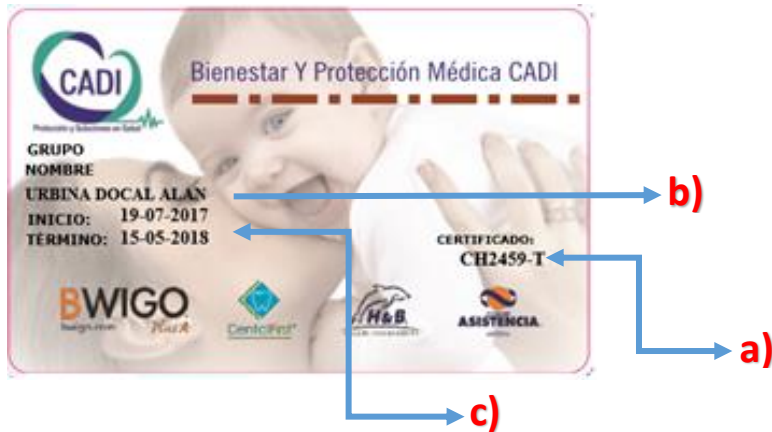 CADI
Protección y Soluciones en Salud
Bienestar Y Protección Médica CADI
GRUPO
NOMBRE
URBINA DOCAL ALAN
INICIO: 19-07-2017
TÉRMINO: 15-05-2018
CERTIFICADO:
CH2459-T
BWIGO
DentalFirst
H&B
ASISTENCIA
b)
a)
c)